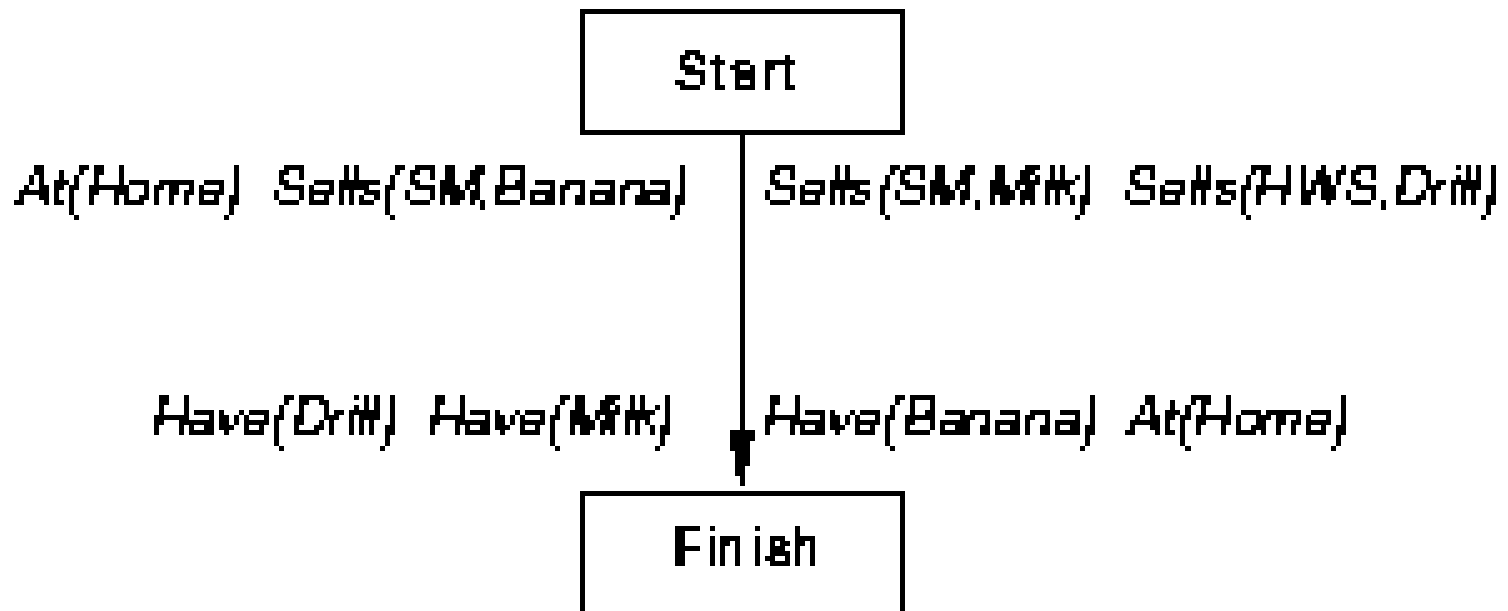 Start
At(Home) Sells(SM,Banana) Sells(SM,Milk) Sells(HWS,Drill)
Have(Drill) Have(Milk) Have(Banana) At(Home)
Finish